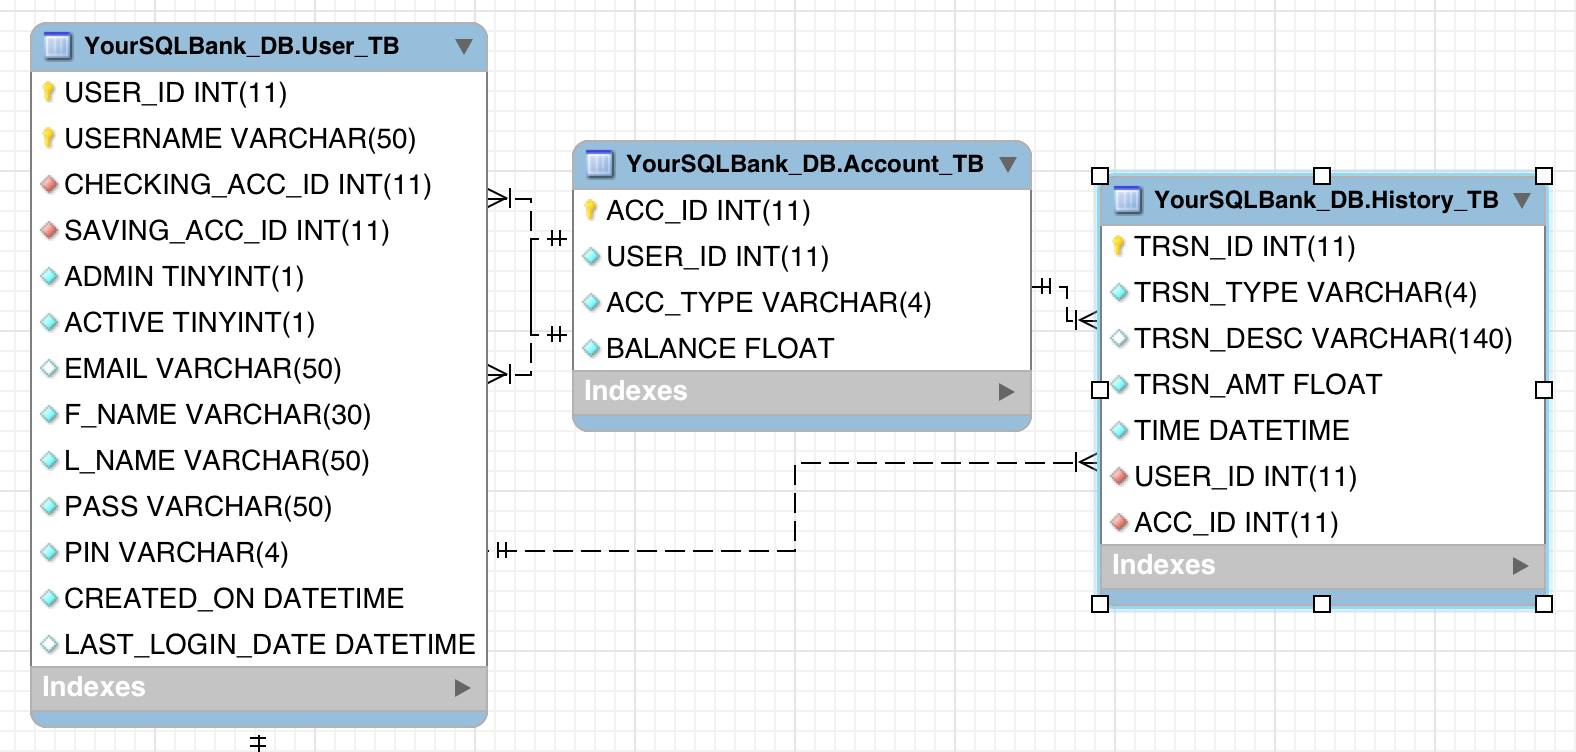 YourSQLBank_DB.User_TB
USER_ID INT(11)
USERNAME VARCHAR(50)
CHECKING_ACC_ID INT(11)
SAVING_ACC_ID INT(11)
ADMIN TINYINT(1)
ACTIVE TINYINT(1)
EMAIL VARCHAR(50)
F_NAME VARCHAR(30)
L_NAME VARCHAR(50)
PASS VARCHAR(50)
PIN VARCHAR(4)
CREATED_ON DATETIME
LAST_LOGIN_DATE DATETIME
Indexes
YourSQLBank_DB.Account_TB
ACC_ID INT(11)
USER_ID INT(11)
ACC_TYPE VARCHAR(4)
BALANCE FLOAT
Indexes
YourSQLBank_DB.History_TB
TRSN_ID INT(11)
TRSN_TYPE VARCHAR(4)
TRSN_DESC VARCHAR(140)
TRSN_AMT FLOAT
TIME DATETIME
USER_ID INT(11)
ACC_ID INT(11)
Indexes